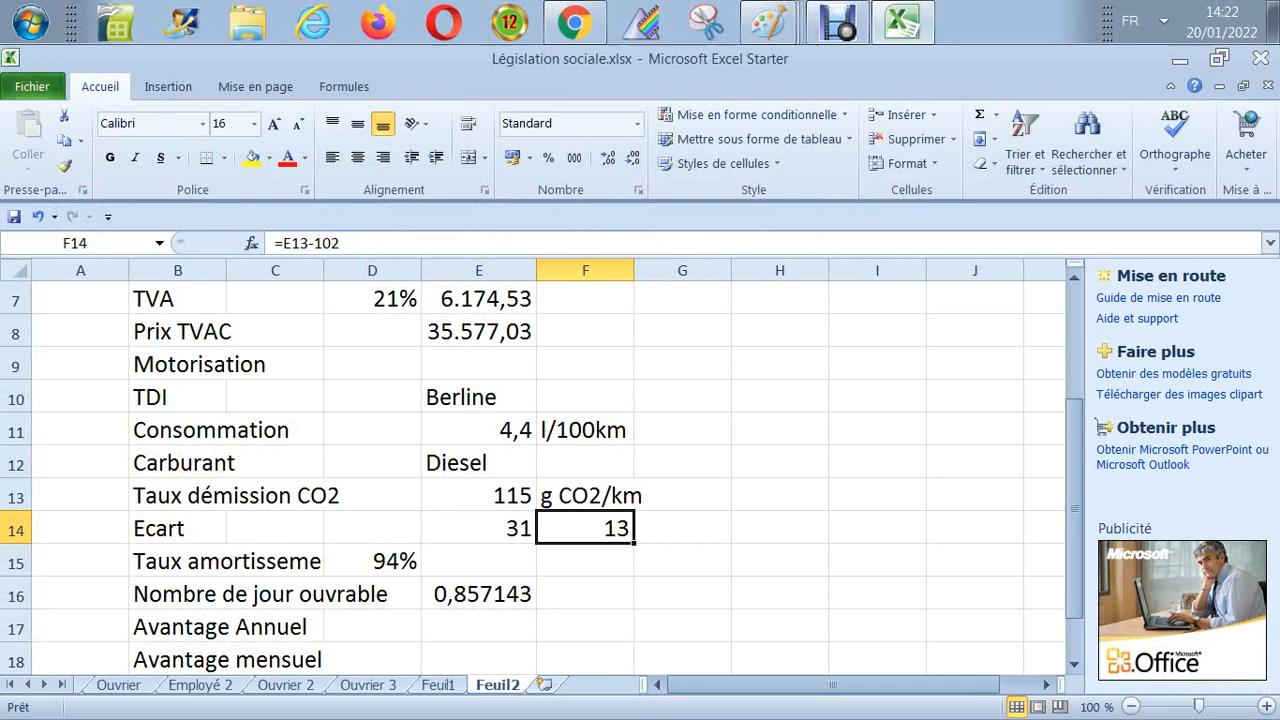 12
FR
14:22
20/01/2022
Législation sociale.xlsx - Microsoft Excel Starter
Fichier
Accueil
Insertion
Mise en page
Formules
Coller
Presse-pa...
Calibri
16
G I S
Police
Alignement
Standard
% 000
Nombre
Mise en forme conditionnelle
Mettre sous forme de tableau
Styles de cellules
Style
Insérer
Supprimer
Format
Cellules
Σ
Trier et filtrer
Rechercher et sélectionner
Édition
ABC
Orthographe
Vérification
Acheter
Mise à ...
F14
fx
=E13-102
A B C D E F G H I J
7 TVA 21% 6.174,53
8 Prix TVAC 35.577,03
9 Motorisation
10 TDI Berline
11 Consommation 4,4 l/100km
12 Carburant Diesel
13 Taux démission CO2 115 g CO2/km
14 Ecart 31 13
15 Taux amortisseme 94%
16 Nombre de jour ouvrable 0,857143
17 Avantage Annuel
18 Avantage mensuel
Mise en route
Guide de mise en route
Aide et support
Faire plus
Obtenir des modèles gratuits
Télécharger des images clipart
Obtenir plus
Obtenir Microsoft PowerPoint ou
Microsoft Outlook
Publicité
Microsoft
Office
Microsoft
Ouvrier
Employé 2
Ouvrier 2
Ouvrier 3
Feuil1
Feuil2
Prêt
100 %